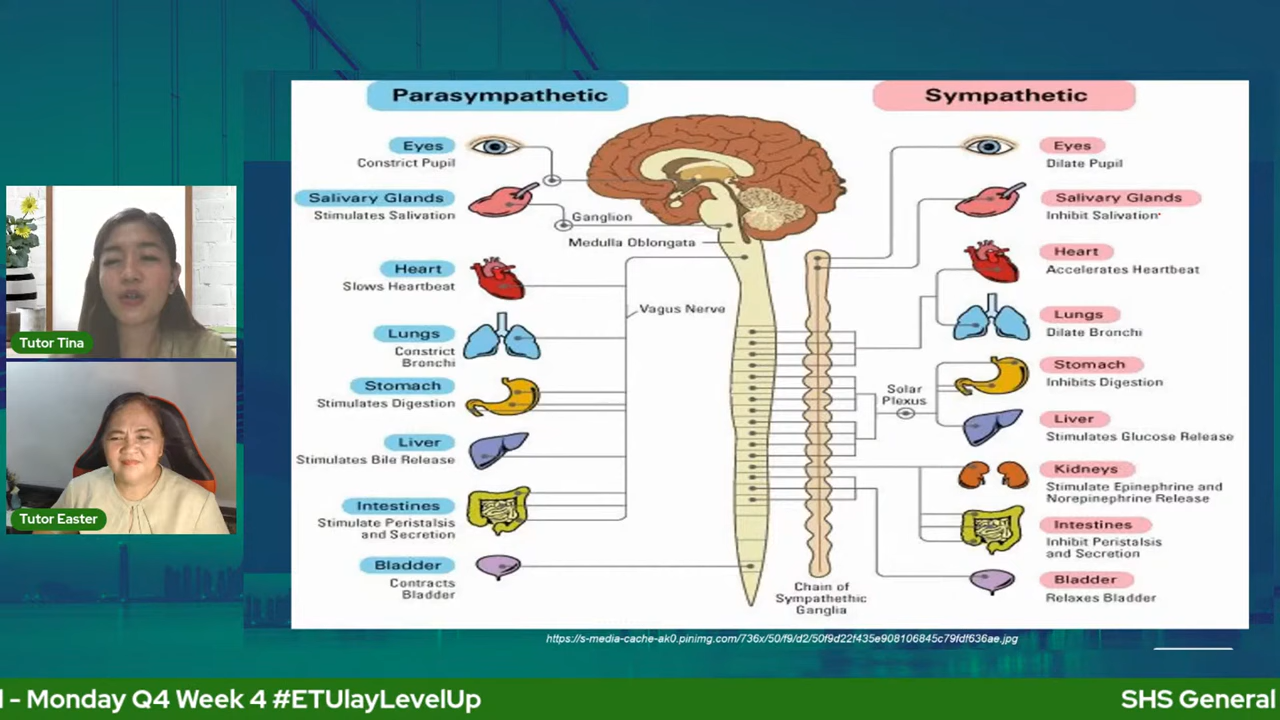 Parasympathetic
Sympathetic
Eyes
Constrict Pupil
Salivary Glands
Stimulates Salivation
Heart
Slows Heartbeat
Lungs
Constrict
Bronchi
Stomach
Stimulates Digestion
Liver
Stimulates Bile Release
Intestines
Stimulate Peristalsis
and Secretion
Bladder
Contracts
Bladder
Ganglion
Medulla Oblongata
Vagus Nerve
Solar
Plexus
Chain of
Sympathethic
Ganglia
Eyes
Dilate Pupil
Salivary Glands
Inhibit Salivation
Heart
Accelerates Heartbeat
Lungs
Dilate Bronchi
Stomach
Inhibits Digestion
Liver
Stimulates Glucose Release
Kidneys
Stimulate Epinephrine and
Norepinephrine Release
Intestines
Inhibit Peristalsis
and Secretion
Bladder
Relaxes Bladder
Tutor Tina
Tutor Easter
https://s-media-cache-ak0.pinimg.com/736x/50/f9/d2/50f9d22f435e908106845c79fdf636ae.jpg
- Monday Q4 Week 4 #ETUlayLevelUp
SHS General